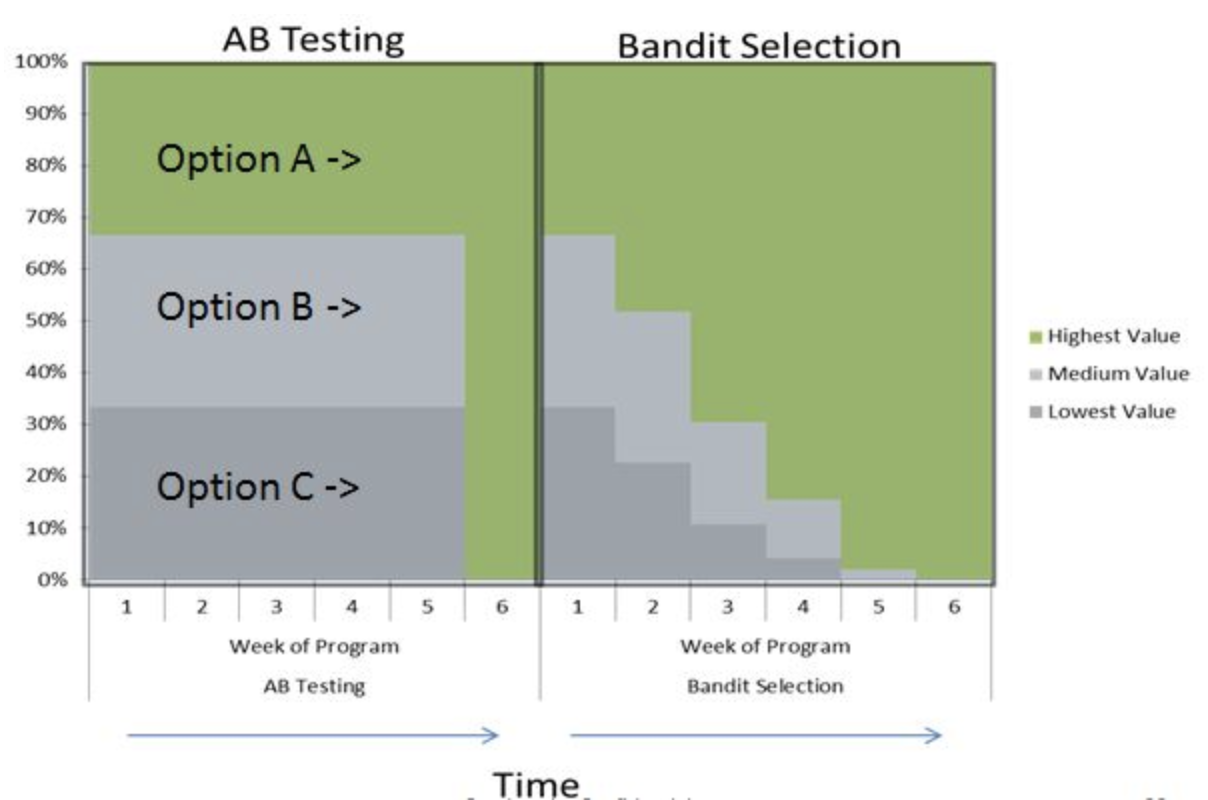 AB Testing
Bandit Selection
100%
90%
80%
70%
60%
50%
40%
30%
20%
10%
0%
Option A ->
Option B ->
Option C ->
Highest Value
Medium Value
Lowest Value
1 2 3 4 5 6 1 2 3 4 5 6
Week of Program
Week of Program
AB Testing
Bandit Selection
Time